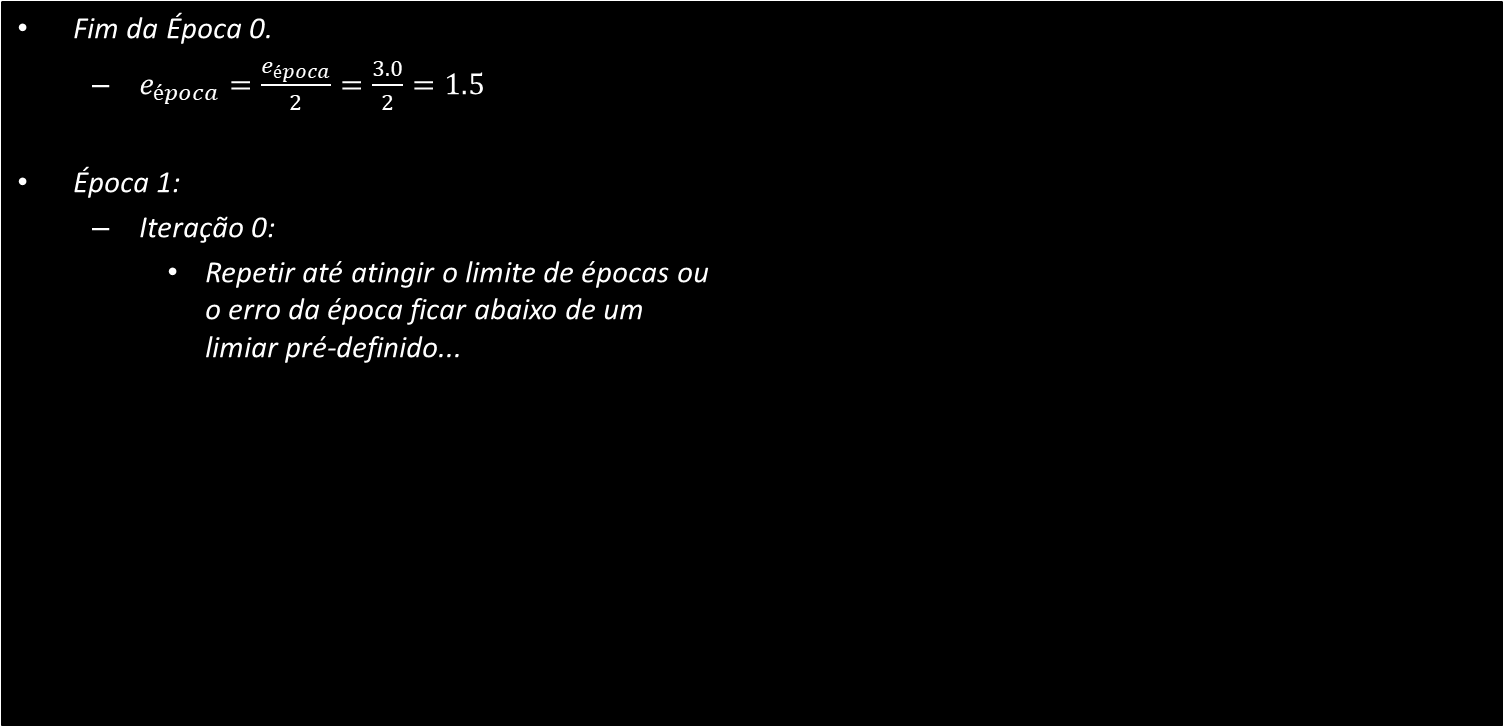 • Fim da Época 0.
– e_época = e_época/2 = 3.0/2 = 1.5
• Época 1:
– Iteração 0:
• Repetir até atingir o limite de épocas ou
o erro da época ficar abaixo de um
limiar pré-definido...